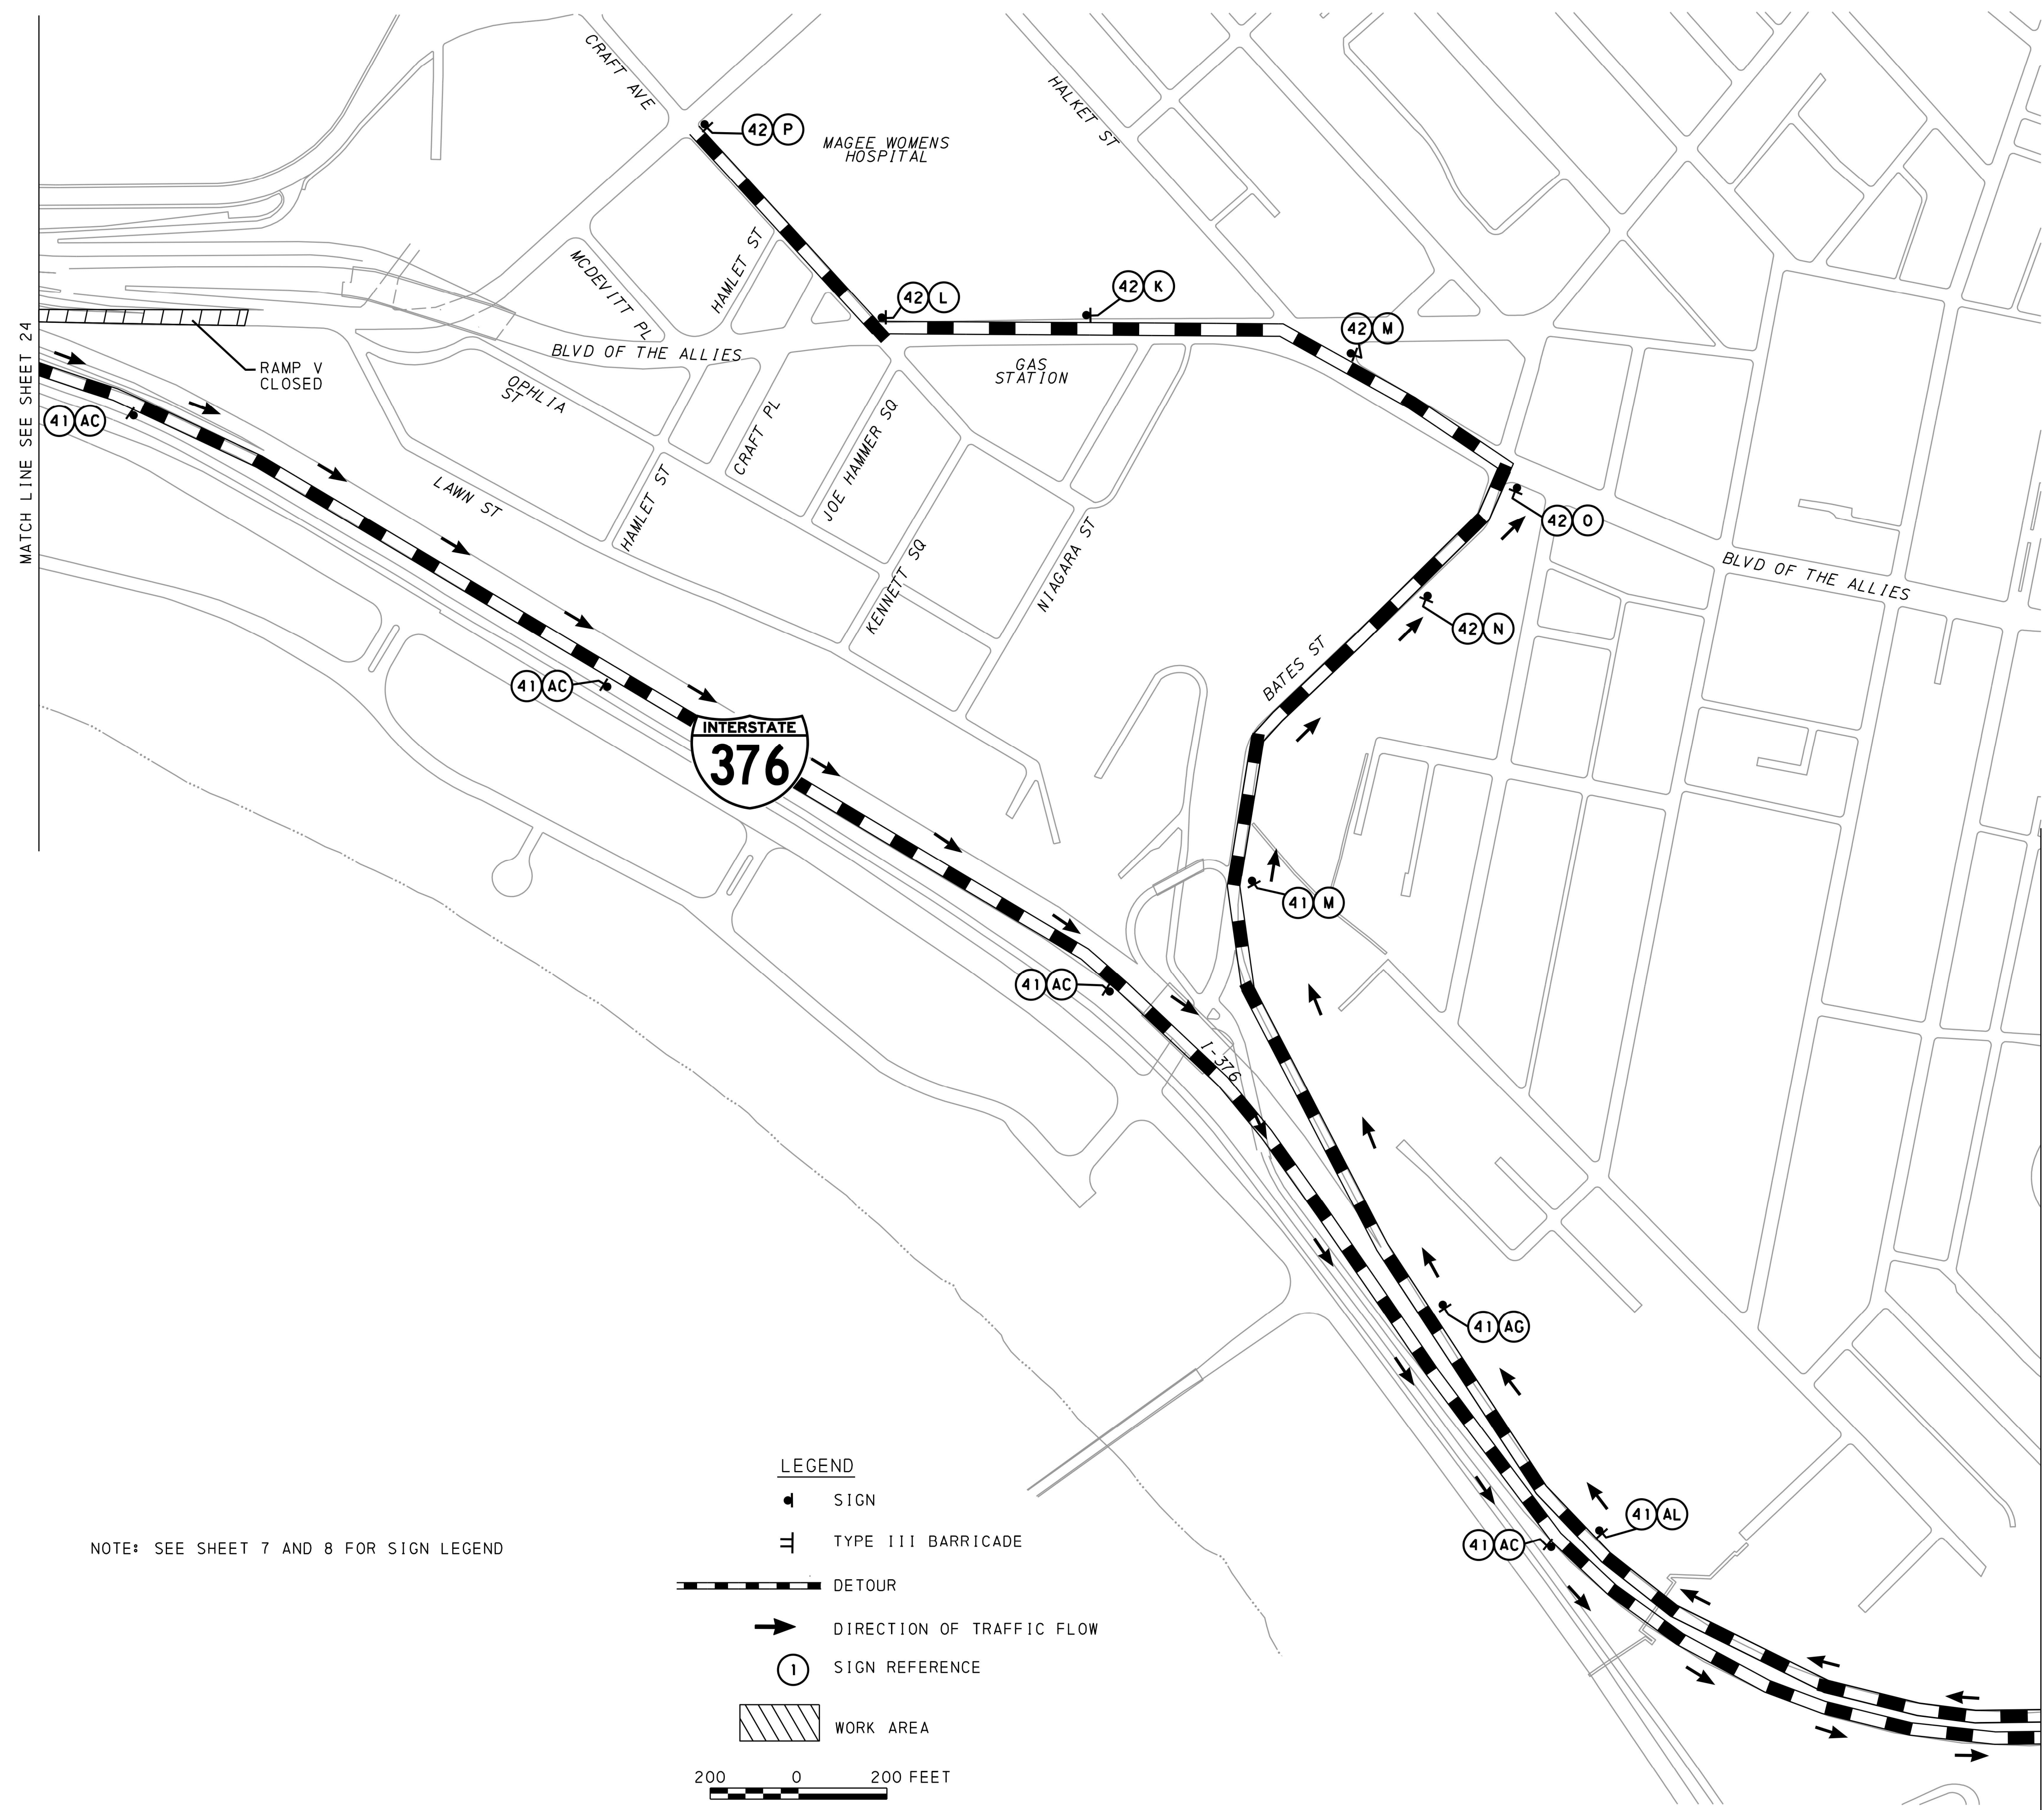 CRAFT AVE
HALKET ST
42 P
MAGEE WOMENS
HOSPITAL
HAMLET ST
MCDEVITT PL
42 L
42 K
42 M
BLVD OF THE ALLIES
GAS
STATION
RAMP V
CLOSED
MATCH LINE SEE SHEET 24
41 AC
OPHLIA
ST
CRAFT PL
JOE HAMMER SQ
LAWN ST
HAMLET ST
KENNETT SQ
NIAGARA ST
42 O
BLVD OF THE ALLIES
42 N
BATES ST
41 AC
INTERSTATE
376
41 M
41 AC
I-376
41 AG
41 AL
41 AC
LEGEND
SIGN
TYPE III BARRICADE
DETOUR
DIRECTION OF TRAFFIC FLOW
1 SIGN REFERENCE
WORK AREA
200 0 200 FEET
NOTE: SEE SHEET 7 AND 8 FOR SIGN LEGEND